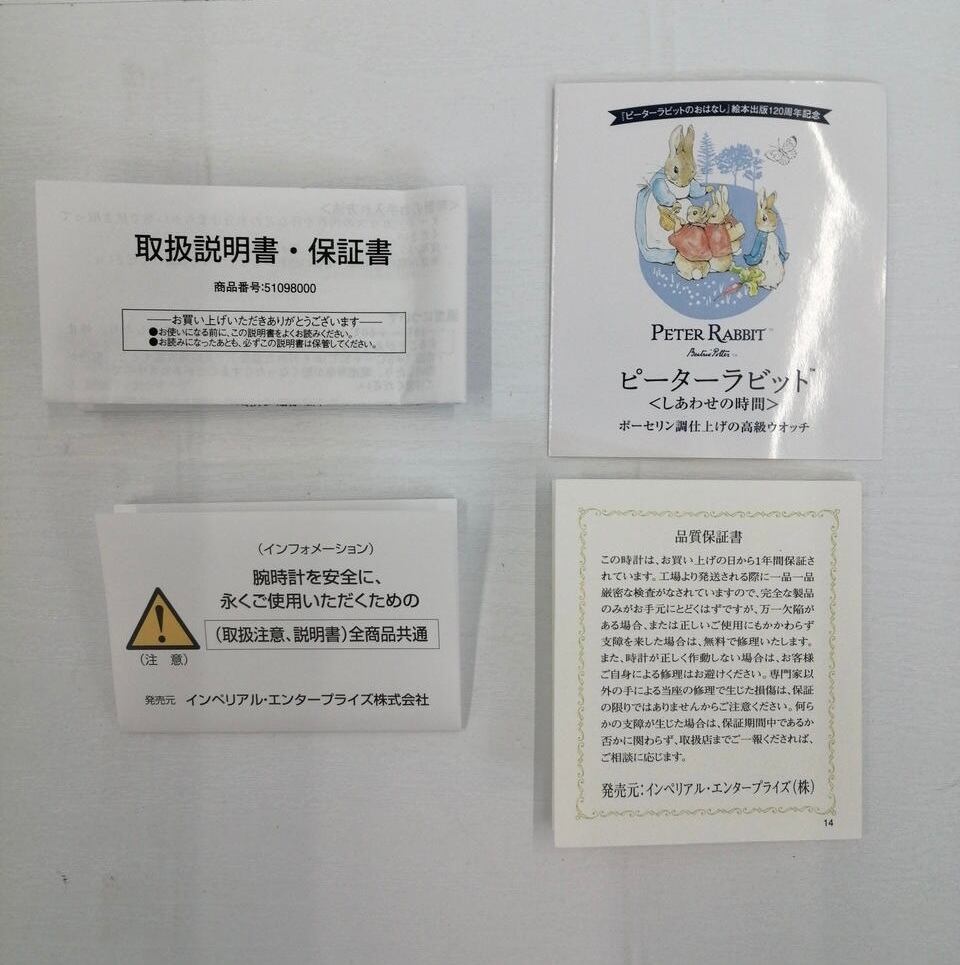 取扱説明書・保証書
商品番号:51098000
お買い上げいただきありがとうございます
●お使いになる前に、この説明書をよくお読みください。
●お読みになったあとも、必ずこの説明書は保管してください。
『ピーターラビットのおはなし』絵本出版120周年記念
PETER RABBIT™
Beatrix Potter™
ピーターラビット™
<しあわせの時間>
ポーセリン調仕上げの高級ウオッチ
(インフォメーション)
腕時計を安全に、
永くご使用いただくための
(取扱注意、説明書)全商品共通
(注 意)
発売元 インペリアル・エンタープライズ株式会社
品質保証書
この時計は、お買い上げの日から1年間保証さ
れています。工場より発送される際に一品一品
厳密な検査がなされていますので、完全な製品
のみがお手元にとどくはずですが、万一欠陥が
ある場合、または正しいご使用にもかかわらず
支障を来した場合は、無料で修理いたします。
また、時計が正しく作動しない場合は、お客様
ご自身による修理はお避けください。専門家以
外の手による当座の修理で生じた損傷は、保証
の限りではありませんからご注意ください。何ら
かの支障が生じた場合は、保証期間中であるか
否かに関わらず、取扱店までご一報くだされば、
ご相談に応じます。
発売元:インペリアル・エンタープライズ(株)
14